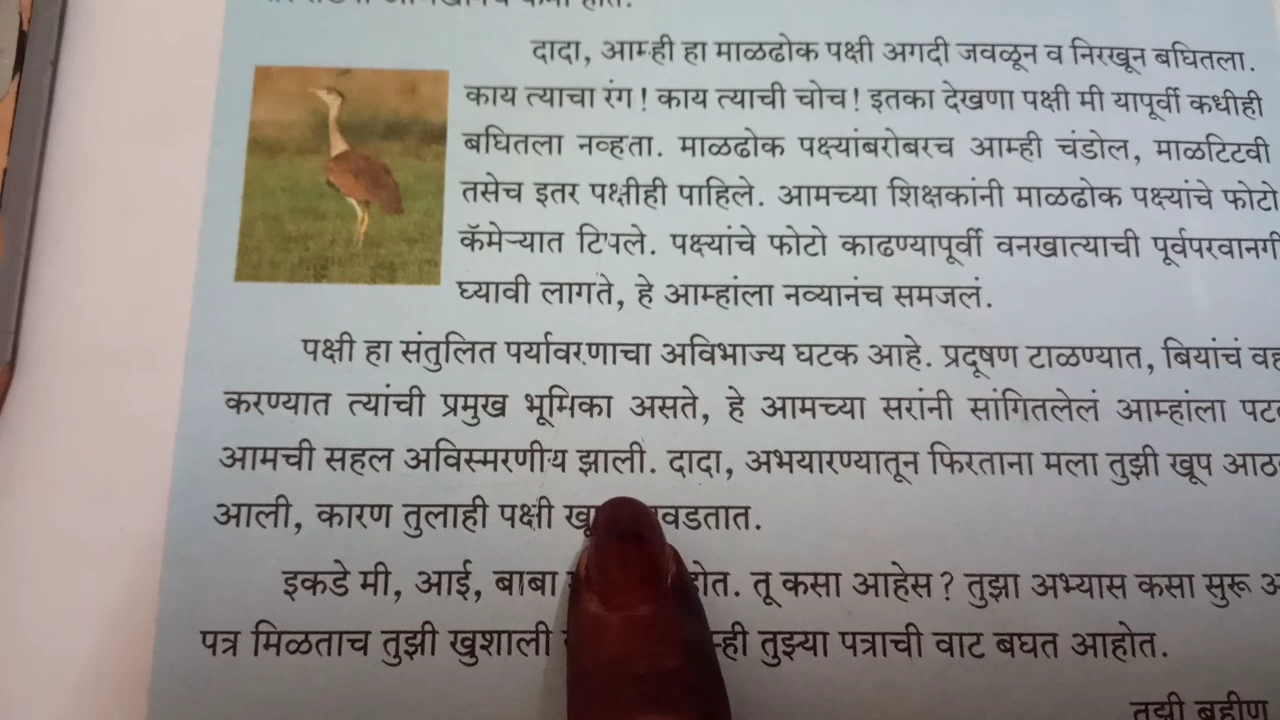 दादा, आम्ही हा माळढोक पक्षी अगदी जवळून व निरखून बघितला.
काय त्याचा रंग! काय त्याची चोच! इतका देखणा पक्षी मी यापूर्वी कधीही
बघितला नव्हता. माळढोक पक्ष्यांबरोबरच आम्ही चंडोल, माळटिटवी
तसेच इतर पक्षीही पाहिले. आमच्या शिक्षकांनी माळढोक पक्ष्यांचे फोटो
कॅमेऱ्यात टिपले. पक्ष्यांचे फोटो काढण्यापूर्वी वनखात्याची पूर्वपरवानगी
घ्यावी लागते, हे आम्हांला नव्यानंच समजलं.
पक्षी हा संतुलित पर्यावरणाचा अविभाज्य घटक आहे. प्रदूषण टाळण्यात, बियांचं
करण्यात त्यांची प्रमुख भूमिका असते, हे आमच्या सरांनी सांगितलेलं आम्हांला
आमची सहल अविस्मरणीय झाली. दादा, अभयारण्यातून फिरताना मला तुझी खूप
आली, कारण तुलाही पक्षी
इकडे मी, आई, बाबा तू कसा आहेस? तुझा अभ्यास कसा सुरू
पत्र मिळताच तुझी खुशाली तुझ्या पत्राची वाट बघत आहोत.
तुझी बहीण